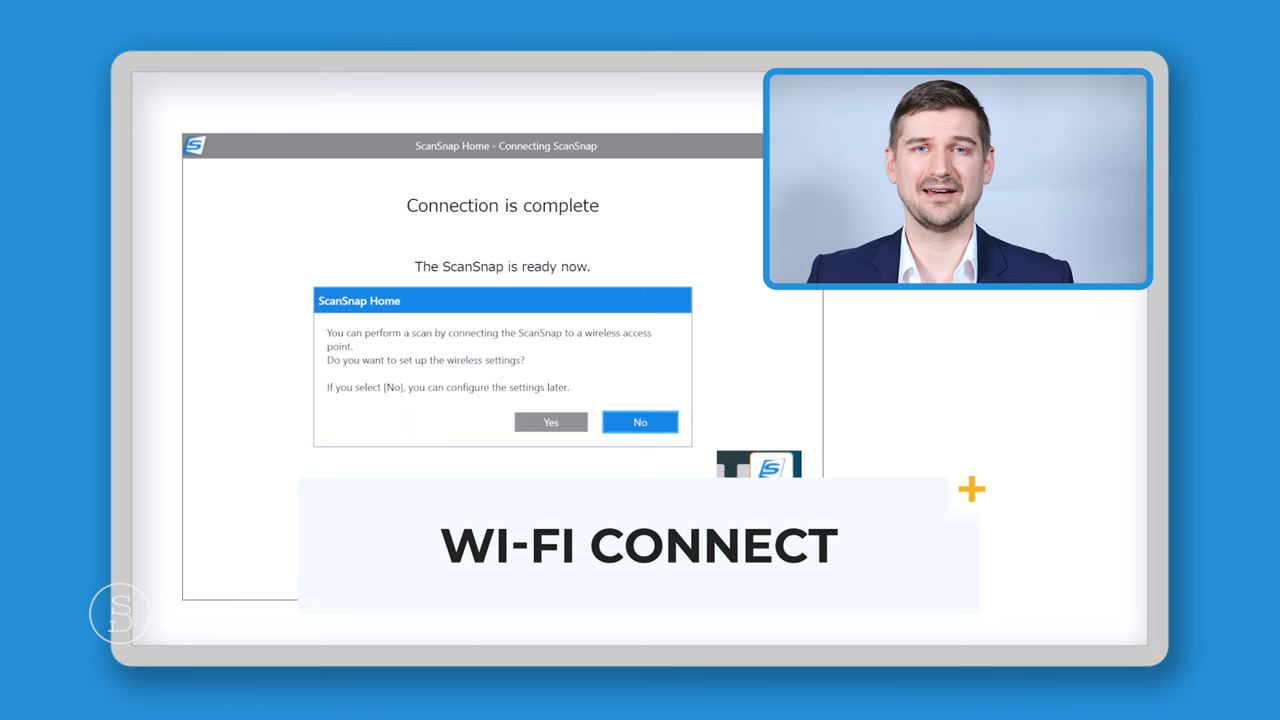 ScanSnap Home - Connecting ScanSnap
Connection is complete
The ScanSnap is ready now.
ScanSnap Home
You can perform a scan by connecting the ScanSnap to a wireless access
point.
Do you want to set up the wireless settings?
If you select [No], you can configure the settings later.
Yes
No
WI-FI CONNECT